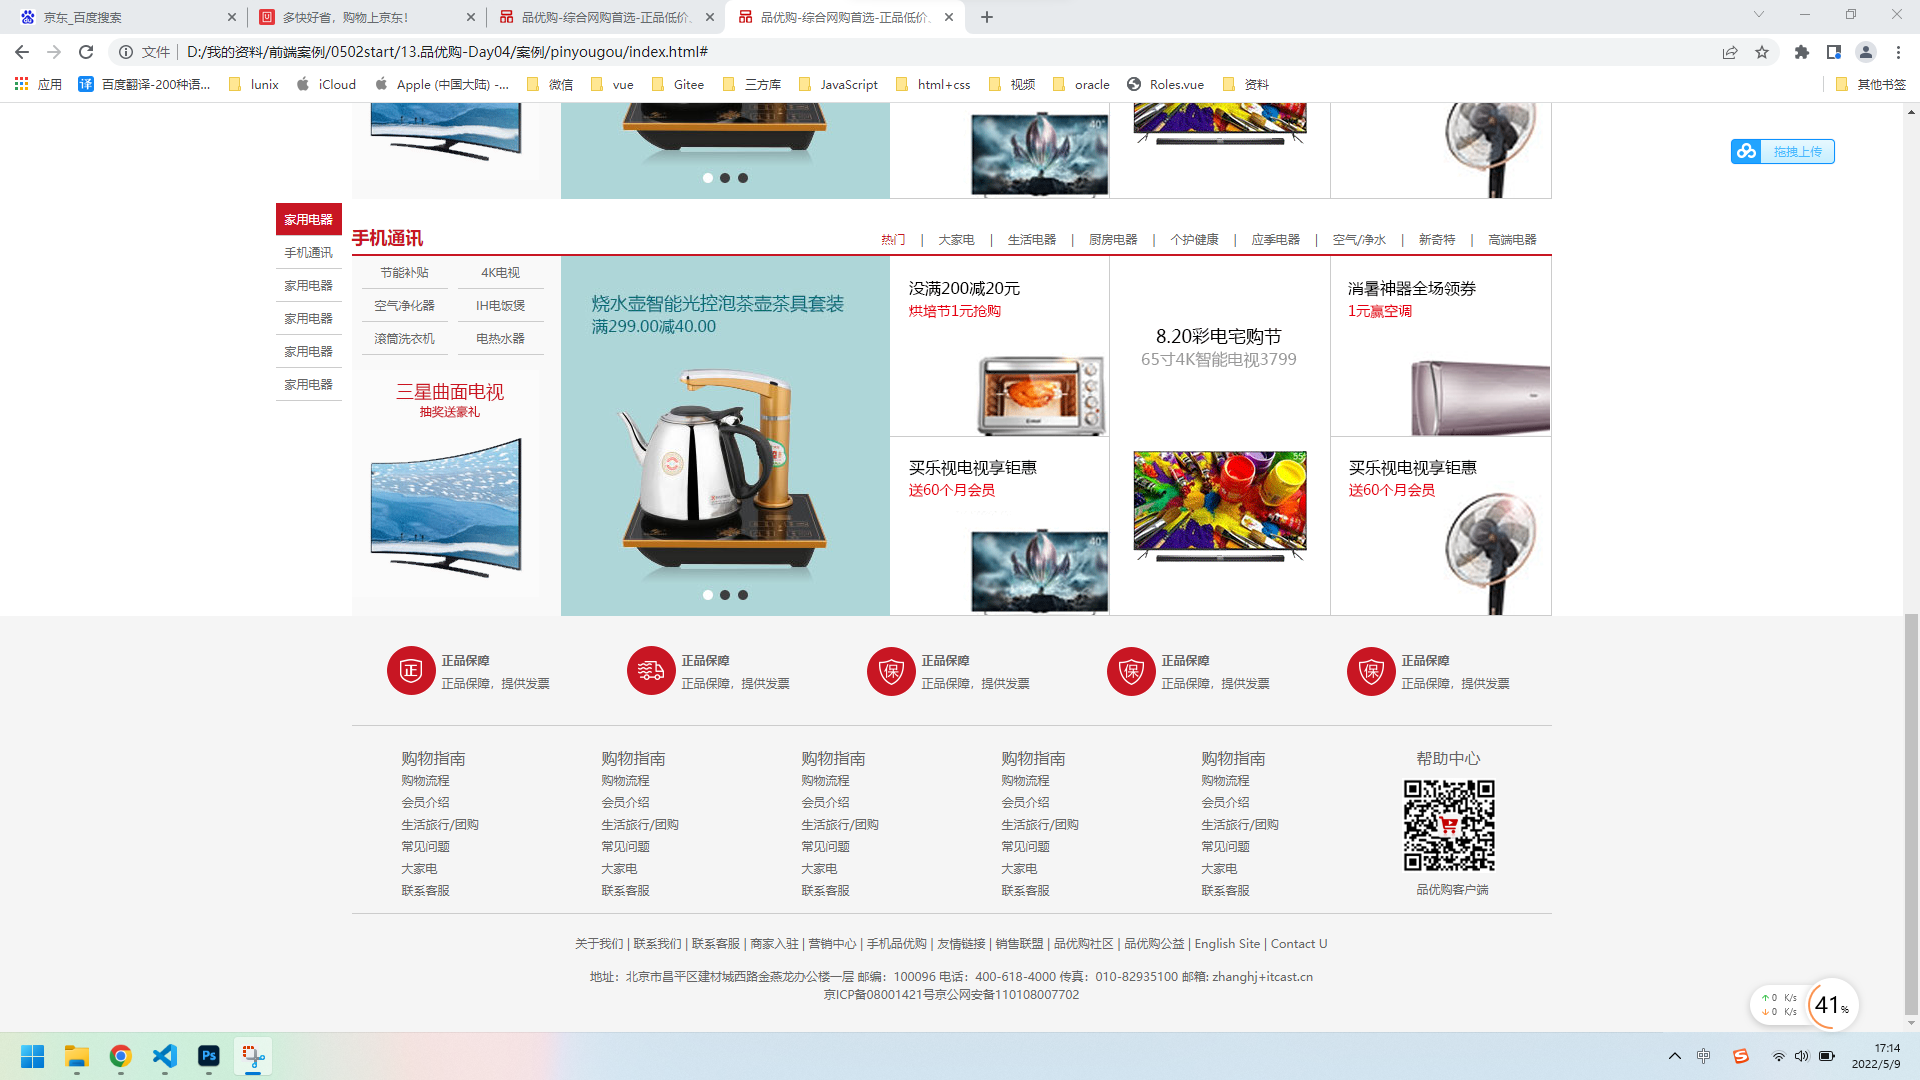 京东_百度搜索
多快好省，购物上京东！
品优购-综合网购首选-正品低价、
品优购-综合网购首选-正品低价、
文件 D:/我的资料/前端案例/0502start/13.品优购-Day04/案例/pinyougou/index.html#
应用 百度翻译-200种语... lunix iCloud Apple (中国大陆) -... 微信 vue Gitee 三方库 JavaScript html+css 视频 oracle Roles.vue 资料 其他书签
40"
拖拽上传
家用电器
手机通讯
家用电器
家用电器
家用电器
家用电器
手机通讯
热门 | 大家电 | 生活电器 | 厨房电器 | 个护健康 | 应季电器 | 空气/净水 | 新奇特 | 高端电器
节能补贴 4K电视
空气净化器 IH电饭煲
滚筒洗衣机 电热水器
三星曲面电视
抽奖送豪礼
烧水壶智能光控泡茶壶茶具套装
满299.00减40.00
没满200减20元
烘培节1元抢购
买乐视电视享钜惠
送60个月会员
40"
8.20彩电宅购节
65寸4K智能电视3799
55"
消暑神器全场领券
1元赢空调
买乐视电视享钜惠
送60个月会员
正
正品保障
正品保障，提供发票
正品保障
正品保障，提供发票
保
正品保障
正品保障，提供发票
保
正品保障
正品保障，提供发票
保
正品保障
正品保障，提供发票
购物指南
购物流程
会员介绍
生活旅行/团购
常见问题
大家电
联系客服
购物指南
购物流程
会员介绍
生活旅行/团购
常见问题
大家电
联系客服
购物指南
购物流程
会员介绍
生活旅行/团购
常见问题
大家电
联系客服
购物指南
购物流程
会员介绍
生活旅行/团购
常见问题
大家电
联系客服
购物指南
购物流程
会员介绍
生活旅行/团购
常见问题
大家电
联系客服
帮助中心
品优购客户端
关于我们 | 联系我们 | 联系客服 | 商家入驻 | 营销中心 | 手机品优购 | 友情链接 | 销售联盟 | 品优购社区 | 品优购公益 | English Site | Contact U
地址：北京市昌平区建材城西路金燕龙办公楼一层 邮编：100096 电话：400-618-4000 传真：010-82935100 邮箱: zhanghj+itcast.cn
京ICP备08001421号京公网安备110108007702
↑ 0 K/s
↓ 0 K/s
41%
Ps
中
17:14
2022/5/9